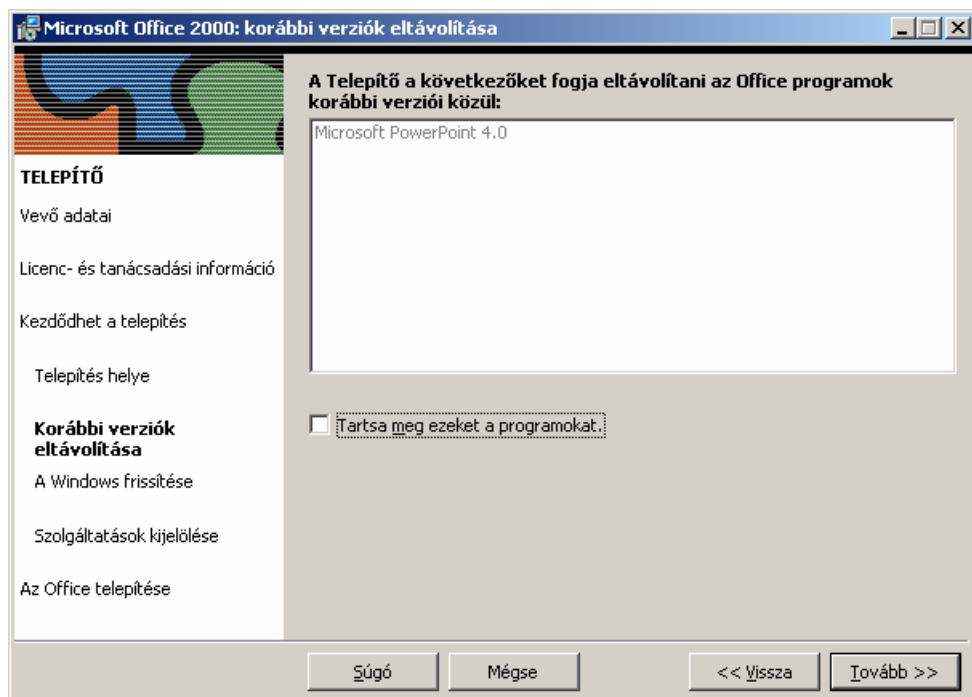 Microsoft Office 2000: korábbi verziók eltávolítása
A Telepítő a következőket fogja eltávolítani az Office programok
korábbi verziói közül:
Microsoft PowerPoint 4.0
TELEPÍTŐ
Vevő adatai
Licenc- és tanácsadási információ
Kezdődhet a telepítés
Telepítés helye
Korábbi verziók
eltávolítása
A Windows frissítése
Szolgáltatások kijelölése
Az Office telepítése
Tartsa meg ezeket a programokat.
Súgó
Mégse
<< Vissza
Tovább >>